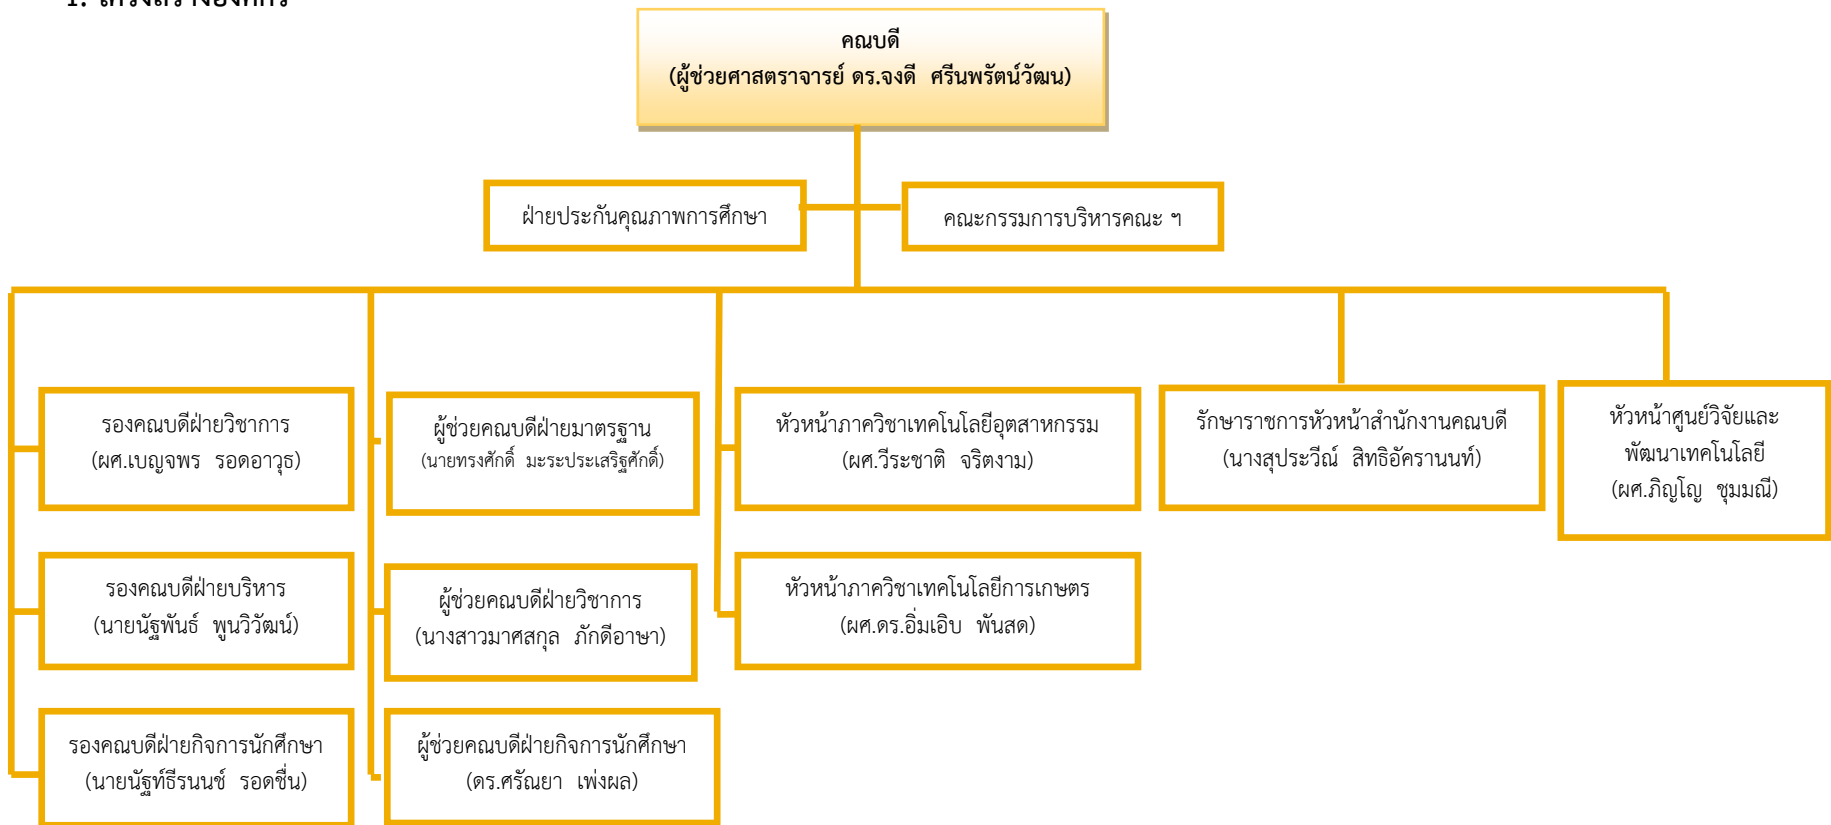 1. โครงสร้างองค์กร
คณบดี
(ผู้ช่วยศาสตราจารย์ ดร.จงดี ศรีนพรัตน์วัฒน)
ฝ่ายประกันคุณภาพการศึกษา
คณะกรรมการบริหารคณะ ฯ
รองคณบดีฝ่ายวิชาการ
(ผศ.เบญจพร รอดอาวุธ)
ผู้ช่วยคณบดีฝ่ายมาตรฐาน
(นายทรงศักดิ์ มะระประเสริฐศักดิ์)
หัวหน้าภาควิชาเทคโนโลยีอุตสาหกรรม
(ผศ.วีระชาติ จริตงาม)
รักษาราชการหัวหน้าสำนักงานคณบดี
(นางสุประวีณ์ สิทธิอัครานนท์)
หัวหน้าศูนย์วิจัยและ
พัฒนาเทคโนโลยี
(ผศ.ภิญโญ ชุมมณี)
รองคณบดีฝ่ายบริหาร
(นายนัฐพันธ์ พูนวิวัฒน์)
ผู้ช่วยคณบดีฝ่ายวิชาการ
(นางสาวมาศสกุล ภักดีอาษา)
หัวหน้าภาควิชาเทคโนโลยีการเกษตร
(ผศ.ดร.อิ่มเอิบ พันสด)
รองคณบดีฝ่ายกิจการนักศึกษา
(นายนัฐท์ธีรนนช์ รอดชื่น)
ผู้ช่วยคณบดีฝ่ายกิจการนักศึกษา
(ดร.ศรัณยา เพ่งผล)